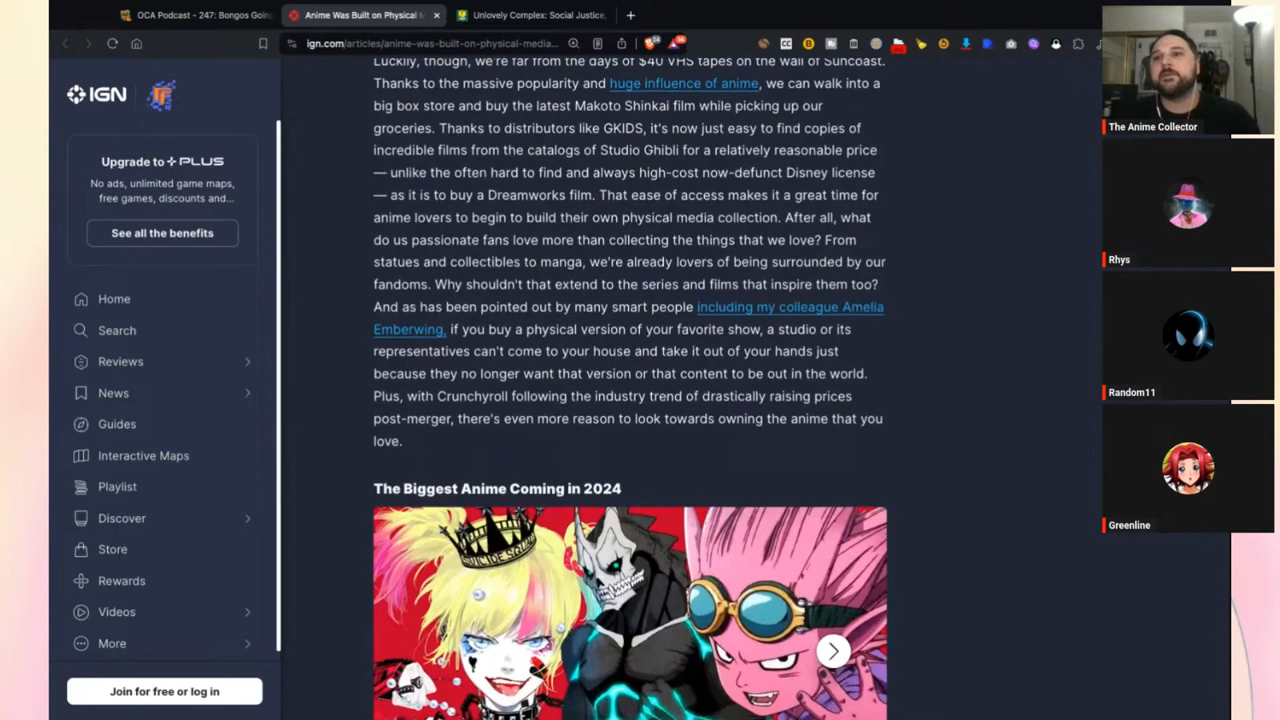 OCA Podcast - 247: Bongos Going
Anime Was Built on Physical M
Unlovely Complex: Social Justice,
ign.com/articles/anime-was-built-on-physical-media...
IGN
Upgrade to PLUS
No ads, unlimited game maps,
free games, discounts and...
See all the benefits
Home
Search
Reviews
News
Guides
Interactive Maps
Playlist
Discover
Store
Rewards
Videos
More
Join for free or log in
Luckily, though, we're far from the days of $40 VHS tapes on the wall of Suncoast.
Thanks to the massive popularity and huge influence of anime, we can walk into a
big box store and buy the latest Makoto Shinkai film while picking up our
groceries. Thanks to distributors like GKIDS, it's now just easy to find copies of
incredible films from the catalogs of Studio Ghibli for a relatively reasonable price
— unlike the often hard to find and always high-cost now-defunct Disney license
— as it is to buy a Dreamworks film. That ease of access makes it a great time for
anime lovers to begin to build their own physical media collection. After all, what
do us passionate fans love more than collecting the things that we love? From
statues and collectibles to manga, we're already lovers of being surrounded by our
fandoms. Why shouldn't that extend to the series and films that inspire them too?
And as has been pointed out by many smart people including my colleague Amelia
Emberwing, if you buy a physical version of your favorite show, a studio or its
representatives can't come to your house and take it out of your hands just
because they no longer want that version or that content to be out in the world.
Plus, with Crunchyroll following the industry trend of drastically raising prices
post-merger, there's even more reason to look towards owning the anime that you
love.
The Biggest Anime Coming in 2024
SUICIDE SQUAD
The Anime Collector
Rhys
Random11
Greenline